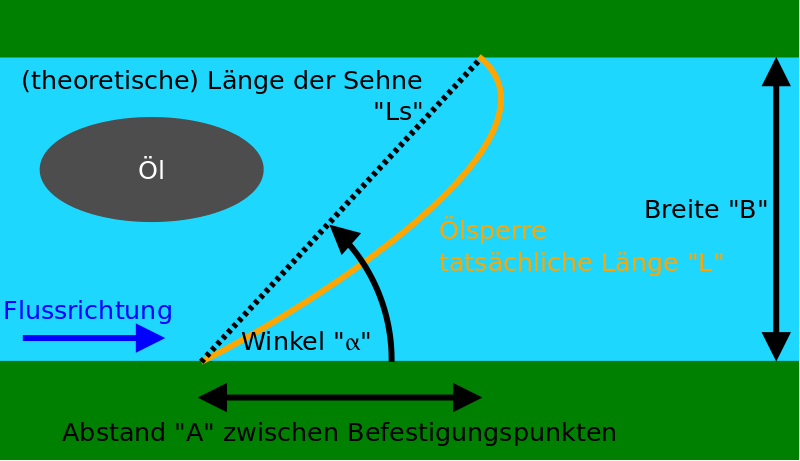 (theoretische) Länge der Sehne
"Ls"
Öl
Breite "B"
Ölsperre
tatsächliche Länge "L"
Flussrichtung
Winkel "α"
Abstand "A" zwischen Befestigungspunkten